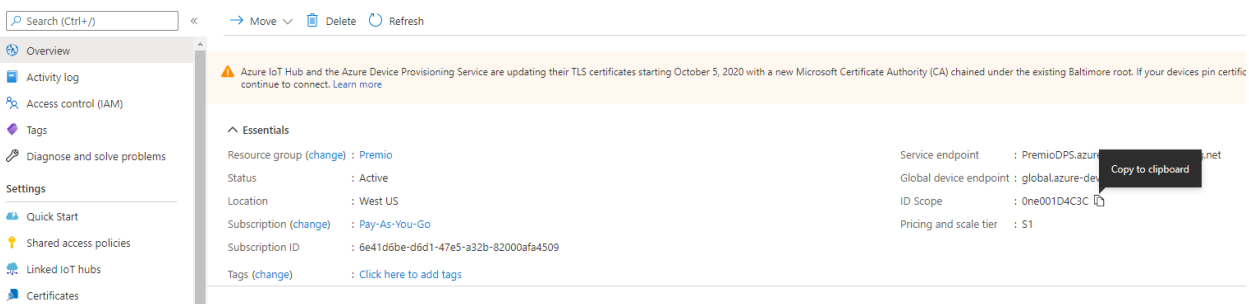 Search (Ctrl+/)
«
Move
Delete
Refresh
Overview
Activity log
Access control (IAM)
Tags
Diagnose and solve problems
Settings
Quick Start
Shared access policies
Linked IoT hubs
Certificates
Azure IoT Hub and the Azure Device Provisioning Service are updating their TLS certificates starting October 5, 2020 with a new Microsoft Certificate Authority (CA) chained under the existing Baltimore root. If your devices pin certific
continue to connect. Learn more
Essentials
Resource group (change) : Premio
Status : Active
Location : West US
Subscription (change) : Pay-As-You-Go
Subscription ID : 6e41d6be-d6d1-47e5-a32b-82000afa4509
Tags (change) : Click here to add tags
Service endpoint : PremioDPS.azure .net
Global device endpoint : global.azure-dev
ID Scope : 0ne001D4C3C
Pricing and scale tier : S1
Copy to clipboard